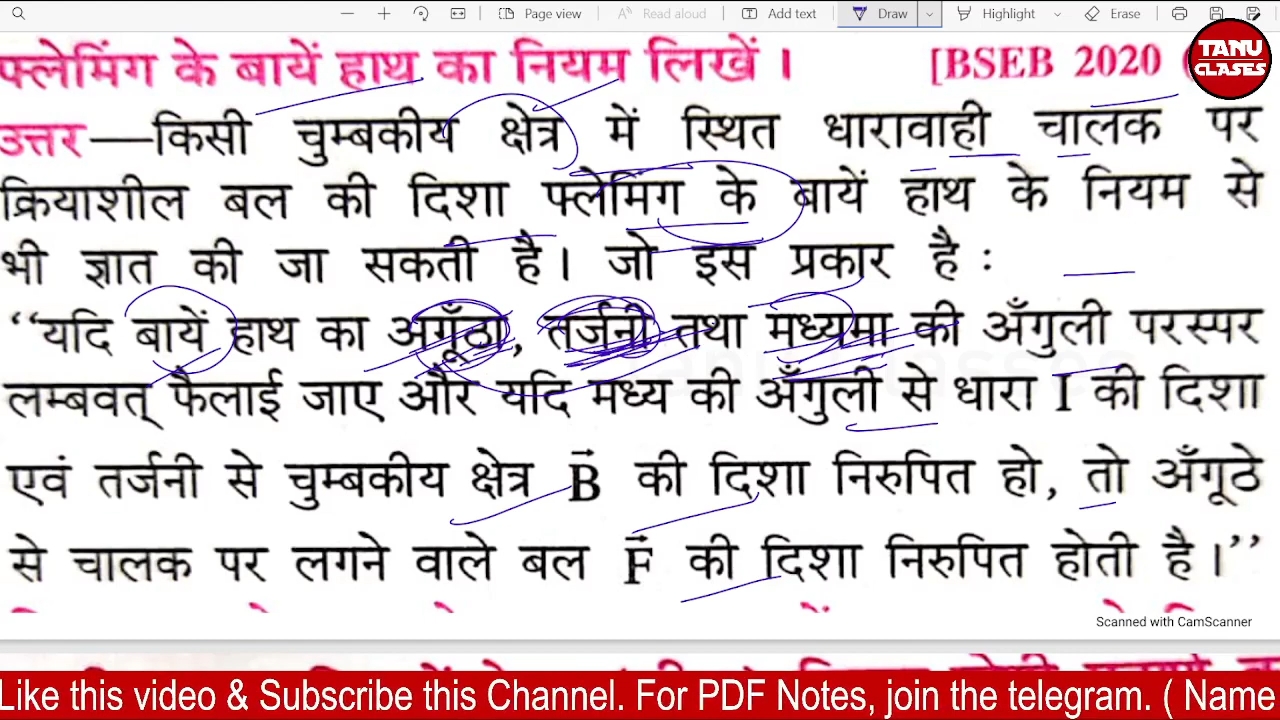 Page view
Read aloud
Add text
Draw
Highlight
Erase
TANU
CLASES
फ्लेमिंग के बायें हाथ का नियम लिखें । [BSEB 2020 (
उत्तर—किसी चुम्बकीय क्षेत्र में स्थित धारावाही चालक पर
क्रियाशील बल की दिशा फ्लेमिंग के बायें हाथ के नियम से
भी ज्ञात की जा सकती है। जो इस प्रकार है :
“यदि बायें हाथ का अगूँठा, तर्जनी तथा मध्यमा की अँगुली परस्पर
लम्बवत् फैलाई जाए और यदि मध्य की अँगुली से धारा I की दिशा
एवं तर्जनी से चुम्बकीय क्षेत्र B⃗ की दिशा निरुपित हो, तो अँगूठे
से चालक पर लगने वाले बल F⃗ की दिशा निरुपित होती है।”
Scanned with CamScanner
Like this video & Subscribe this Channel. For PDF Notes, join the telegram. ( Name